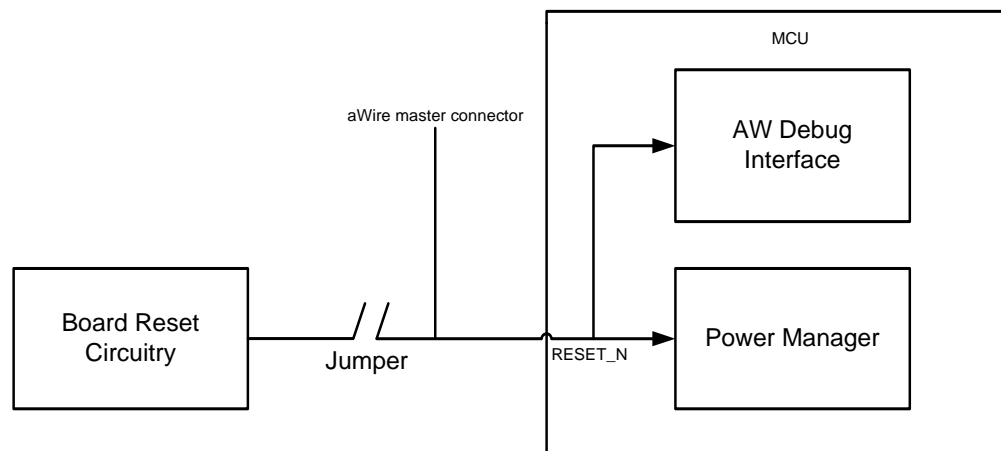 MCU
aWire master connector
AW Debug
Interface
Board Reset
Circuitry
Jumper
RESET_N
Power Manager